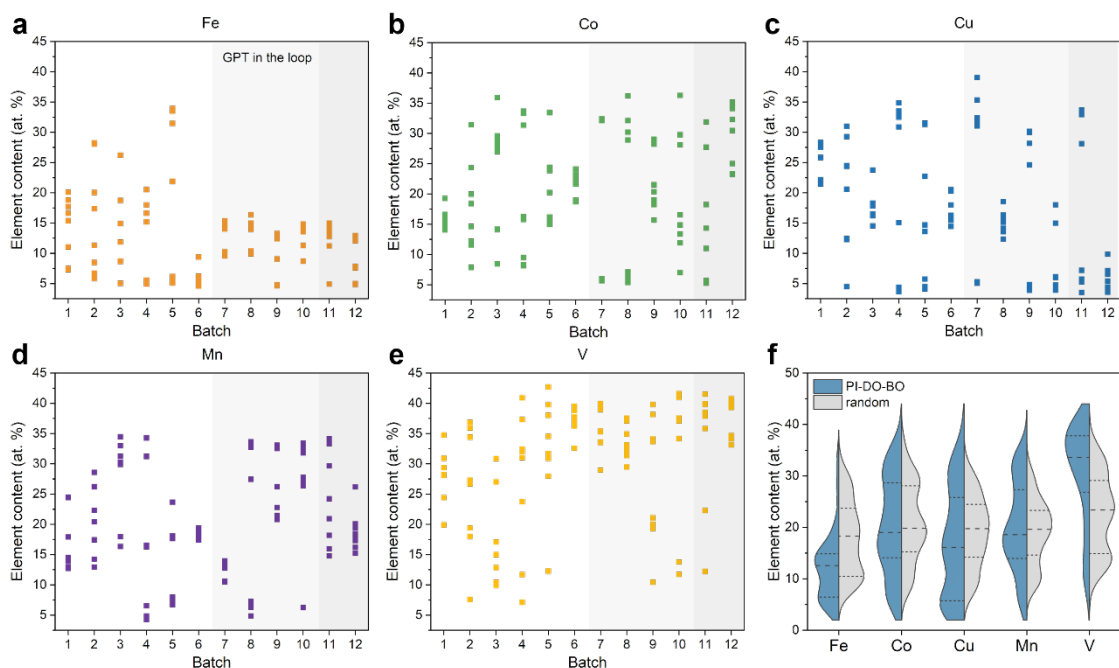 a
Fe
45
40
35
30
25
20
15
10
5
Element content (at. %)
GPT in the loop
1 2 3 4 5 6 7 8 9 10 11 12
Batch
b
Co
45
40
35
30
25
20
15
10
5
Element content (at. %)
1 2 3 4 5 6 7 8 9 10 11 12
Batch
c
Cu
45
40
35
30
25
20
15
10
5
Element content (at. %)
1 2 3 4 5 6 7 8 9 10 11 12
Batch
d
Mn
45
40
35
30
25
20
15
10
5
Element content (at. %)
1 2 3 4 5 6 7 8 9 10 11 12
Batch
e
V
45
40
35
30
25
20
15
10
5
Element content (at. %)
1 2 3 4 5 6 7 8 9 10 11 12
Batch
f
50
40
30
20
10
0
Element content (at. %)
PI-DO-BO
random
Fe Co Cu Mn V